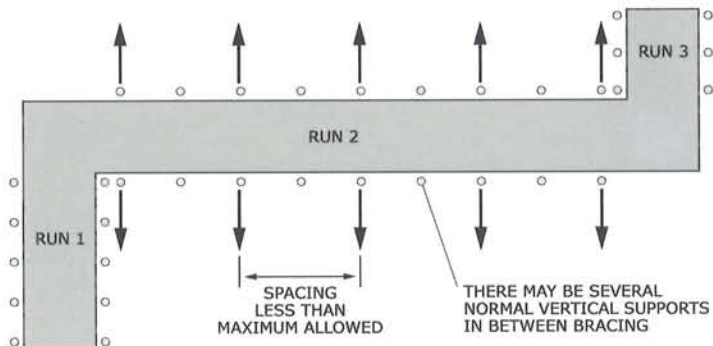 RUN 3
RUN 2
RUN 1
SPACING
LESS THAN
MAXIMUM ALLOWED
THERE MAY BE SEVERAL
NORMAL VERTICAL SUPPORTS
IN BETWEEN BRACING